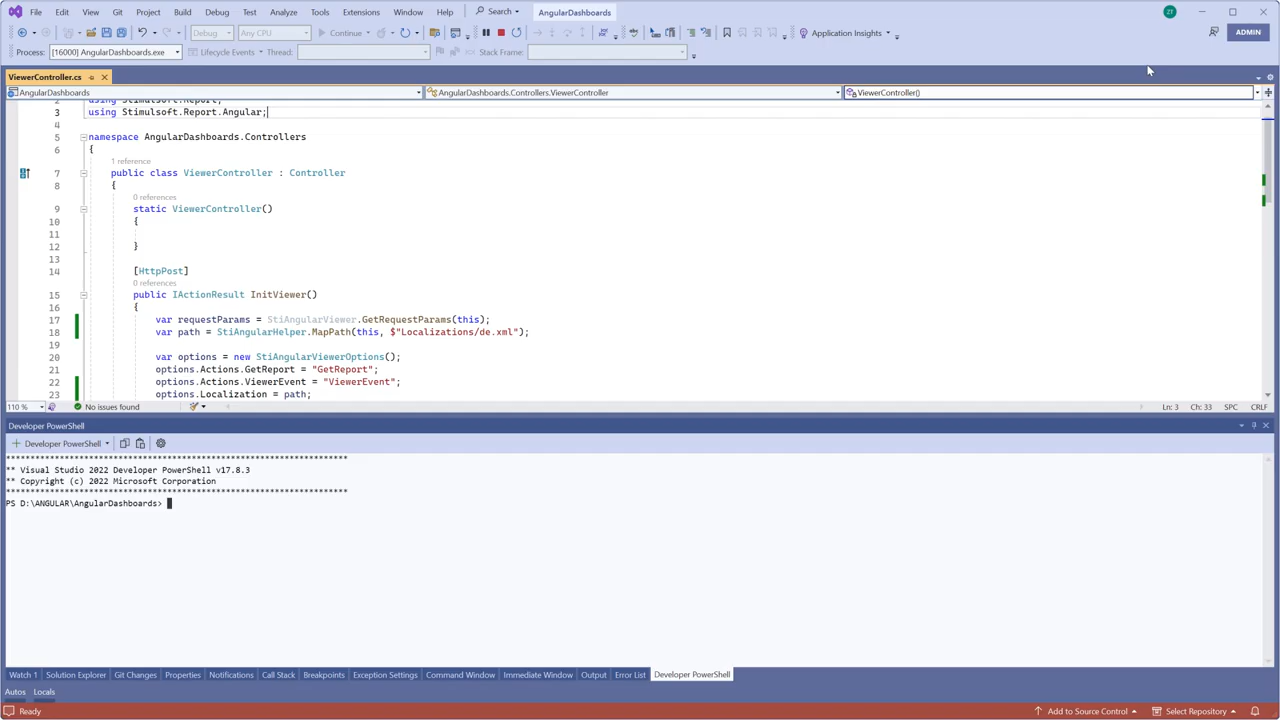 File Edit View Git Project Build Debug Test Analyze Tools Extensions Window Help Search AngularDashboards ZT
Debug Any CPU Continue Application Insights ADMIN
Process: [16000] AngularDashboards.exe Lifecycle Events Thread: Stack Frame:
ViewerController.cs
AngularDashboards AngularDashboards.Controllers.ViewerController ViewerController()
2 using Stimulsoft.Report;
3 using Stimulsoft.Report.Angular;
4
5 namespace AngularDashboards.Controllers
6 {
1 reference
7 public class ViewerController : Controller
8 {
0 references
9 static ViewerController()
10 {
11
12 }
13
14 [HttpPost]
0 references
15 public IActionResult InitViewer()
16 {
17 var requestParams = StiAngularViewer.GetRequestParams(this);
18 var path = StiAngularHelper.MapPath(this, $"Localizations/de.xml");
19
20 var options = new StiAngularViewerOptions();
21 options.Actions.GetReport = "GetReport";
22 options.Actions.ViewerEvent = "ViewerEvent";
23 options.Localization = path;
110 % No issues found Ln: 3 Ch: 33 SPC CRLF
Developer PowerShell
+ Developer PowerShell
**********************************************************************
** Visual Studio 2022 Developer PowerShell v17.8.3
** Copyright (c) 2022 Microsoft Corporation
**********************************************************************
PS D:\ANGULAR\AngularDashboards>
Watch 1 Solution Explorer Git Changes Properties Notifications Call Stack Breakpoints Exception Settings Command Window Immediate Window Output Error List Developer PowerShell
Autos Locals
Ready Add to Source Control Select Repository